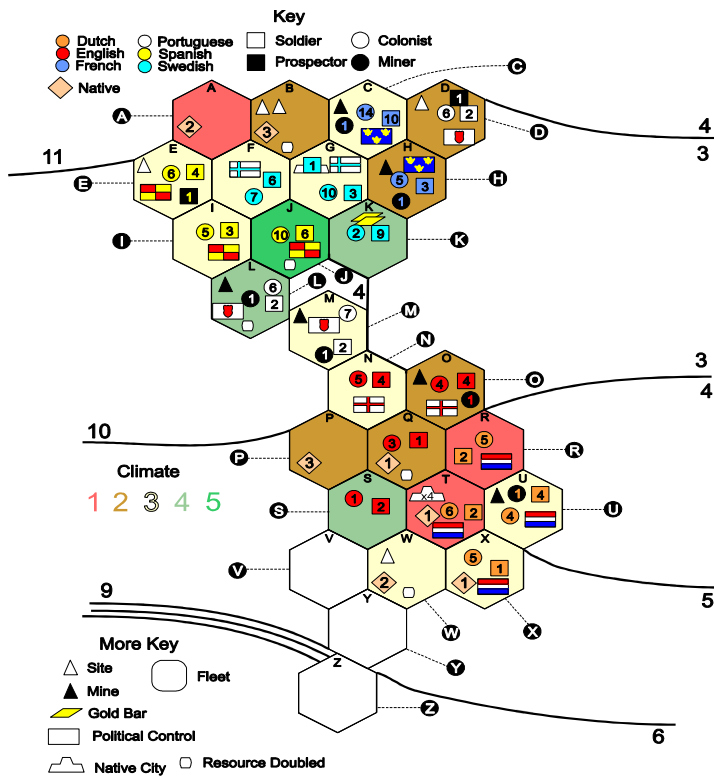 Key
Dutch Portuguese Soldier Colonist
English Spanish Prospector Miner
French Swedish
Native
C
A B C D
A 2 3 14 10 1 6 2 D
1
4
3
11
E F G H
E 6 4 6 1 5 3 H
1 7 10 3 1
I J K
I 5 3 10 6 2 9 K
L J
L
1 6 2 4
M
7 M
1 2
N
N O
5 4 4 4 O
1
3
4
10
P Q R
P 3 3 1 5 R
1 2
Climate
1 2 3 4 5
S T U
S 1 2 x4 1 4 U
1 6 2 4
V W X
V 2 5 1
1
5
9
Y
W X
Y
Z
More Key
Site Fleet
Mine
Gold Bar
Political Control
Native City Resource Doubled
Z
6